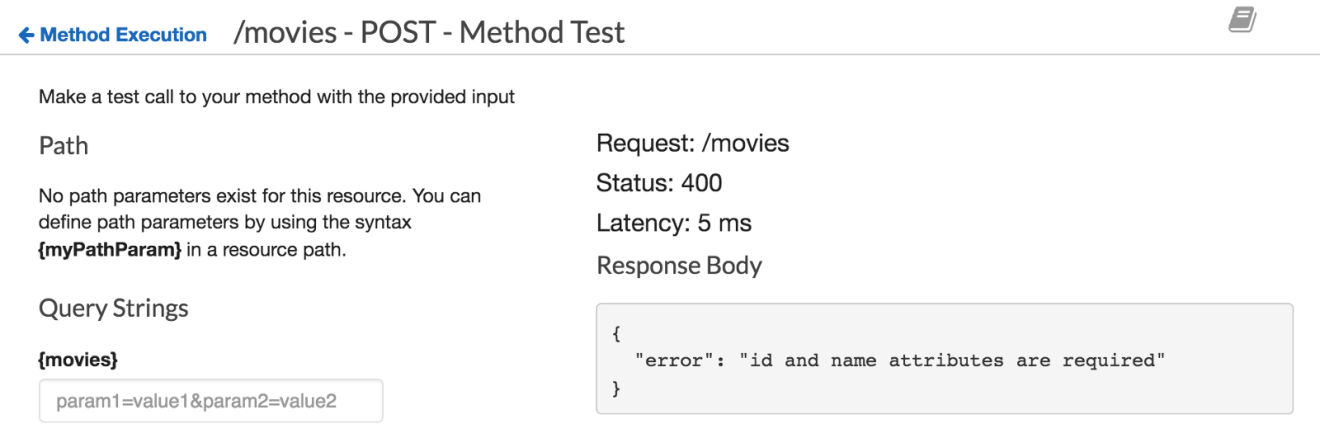 Method Execution /movies - POST - Method Test
Make a test call to your method with the provided input
Path
No path parameters exist for this resource. You can
define path parameters by using the syntax
{myPathParam} in a resource path.
Query Strings
{movies}
param1=value1&param2=value2
Request: /movies
Status: 400
Latency: 5 ms
Response Body
{
"error": "id and name attributes are required"
}